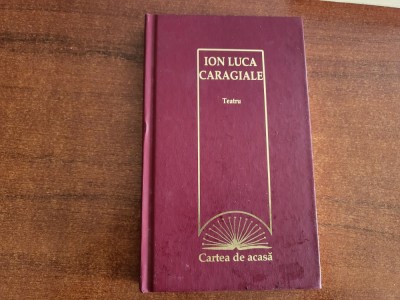 ION LUCA
CARAGIALE
Teatru
Cartea de acasă